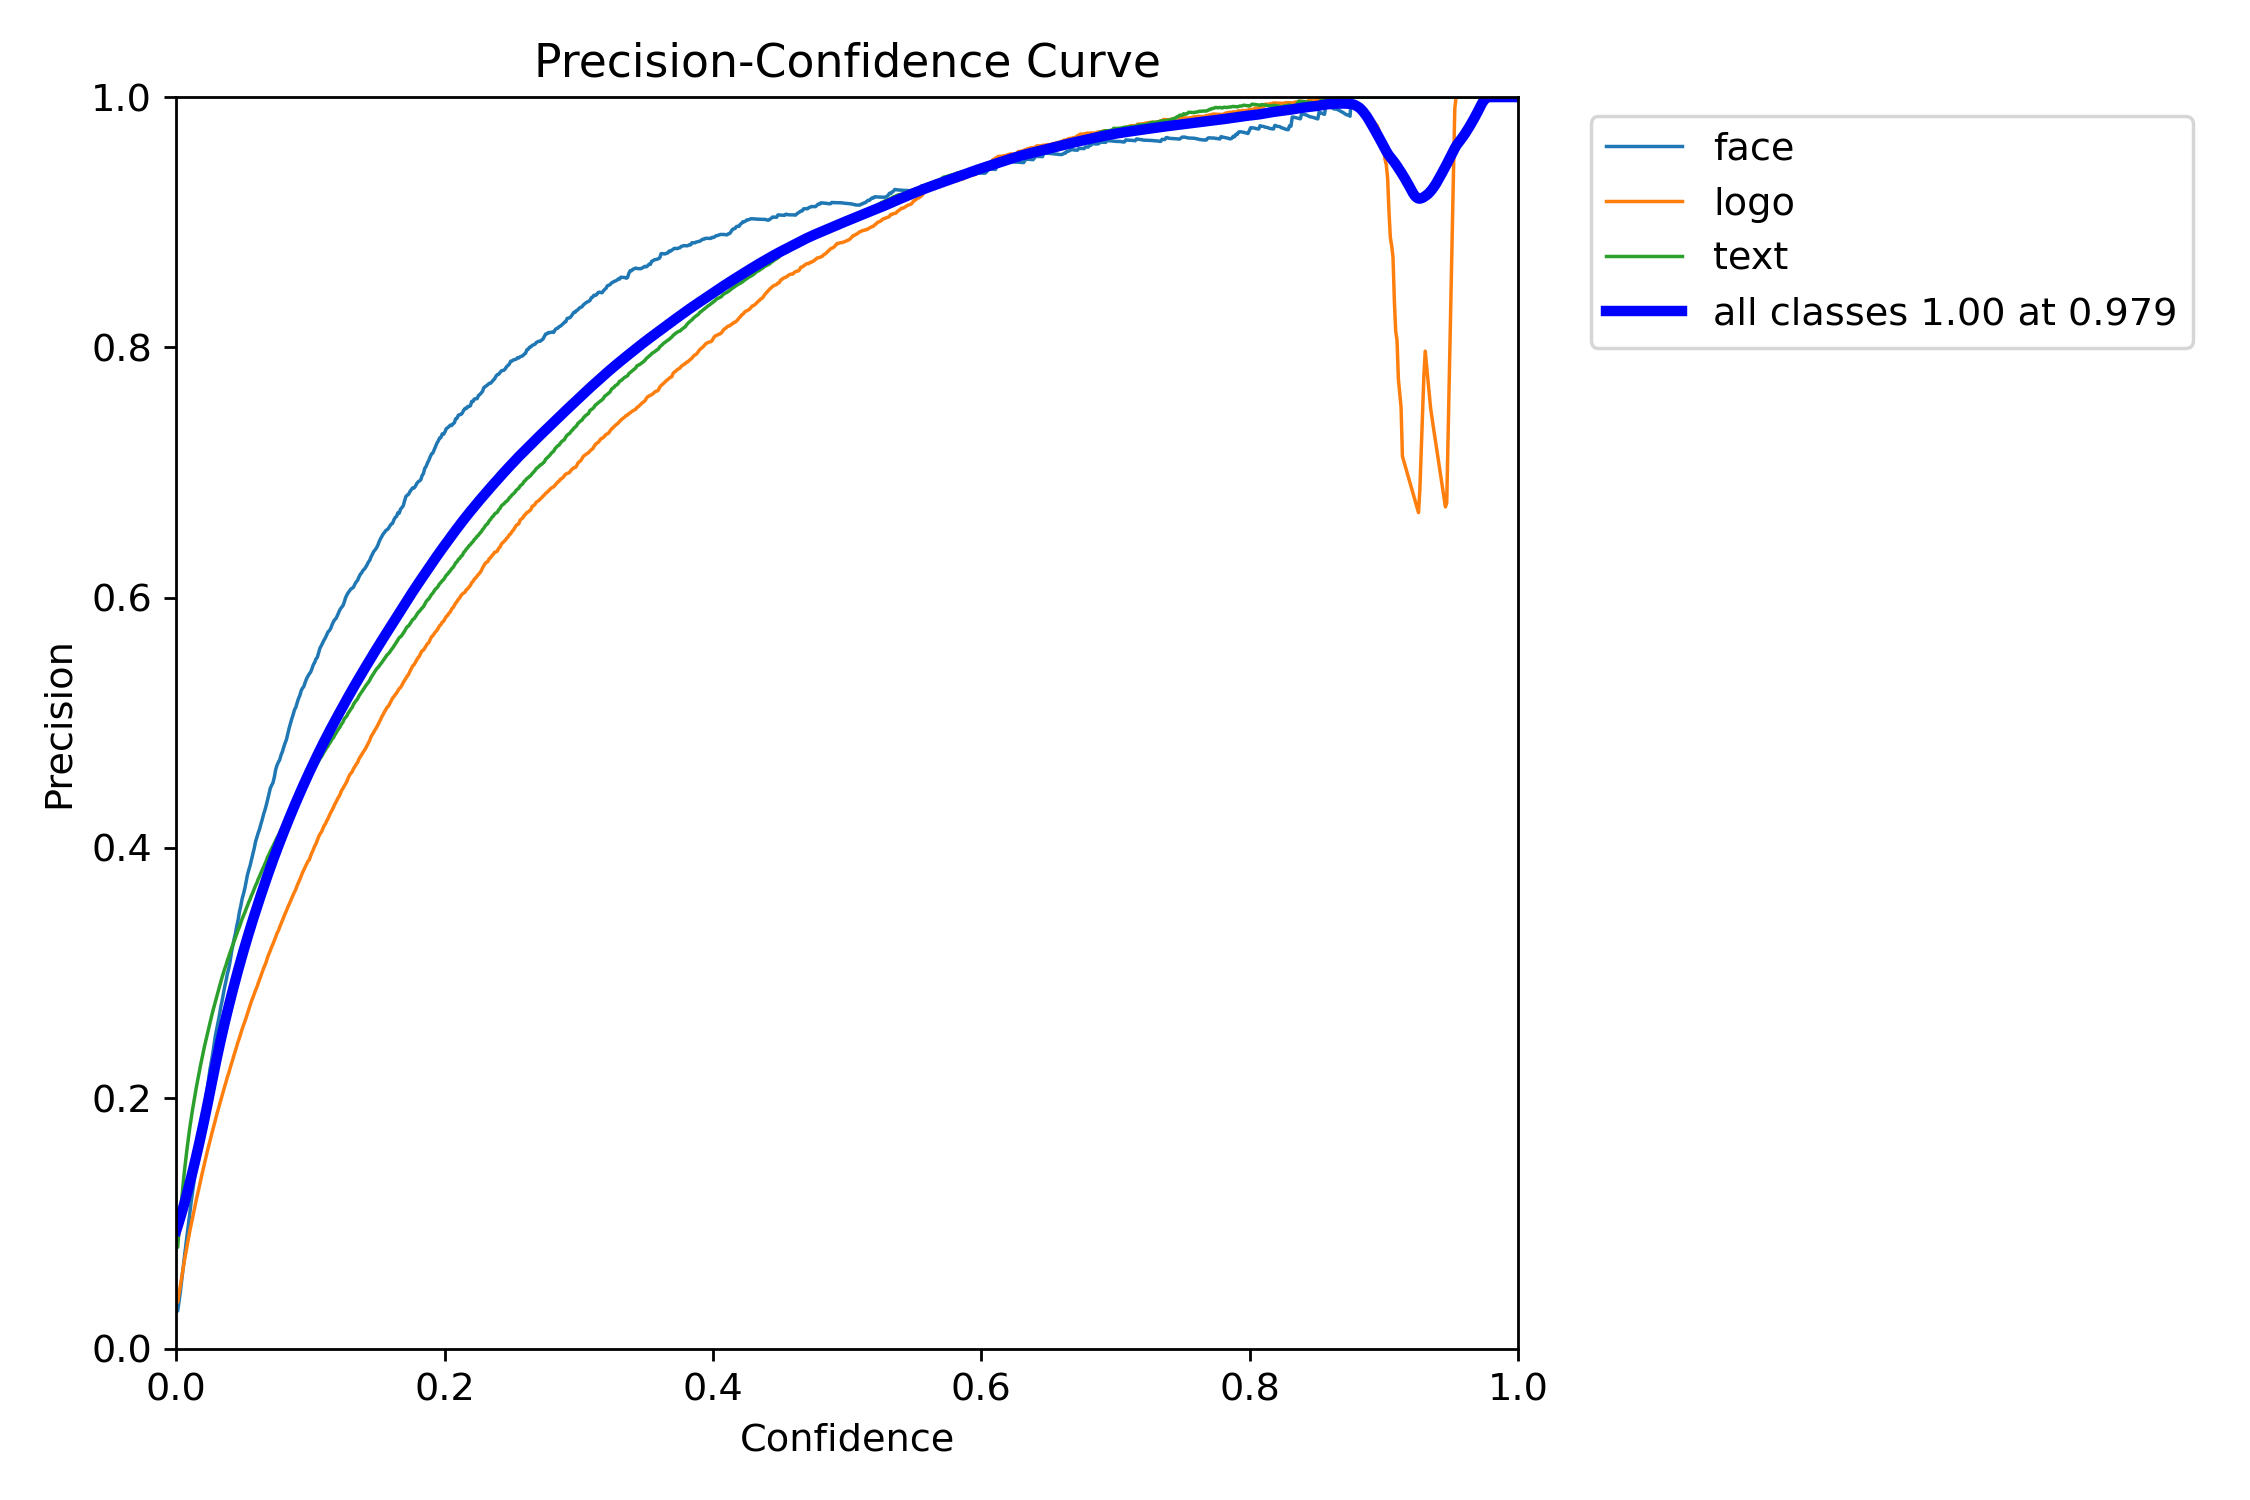 Precision-Confidence Curve
1.0
0.8
0.6
0.4
0.2
0.0
Precision
0.0 0.2 0.4 0.6 0.8 1.0
Confidence
face
logo
text
all classes 1.00 at 0.979